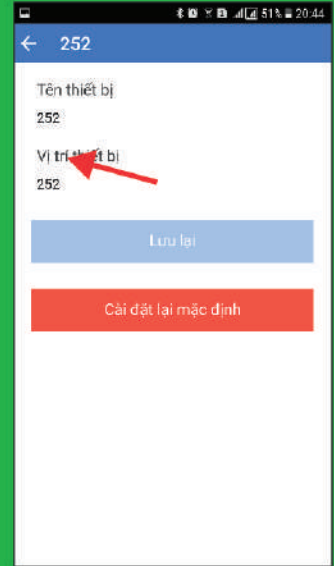 51% 20:44
252
Tên thiết bị
252
Vị trí thiết bị
252
Lưu lại
Cài đặt lại mặc định